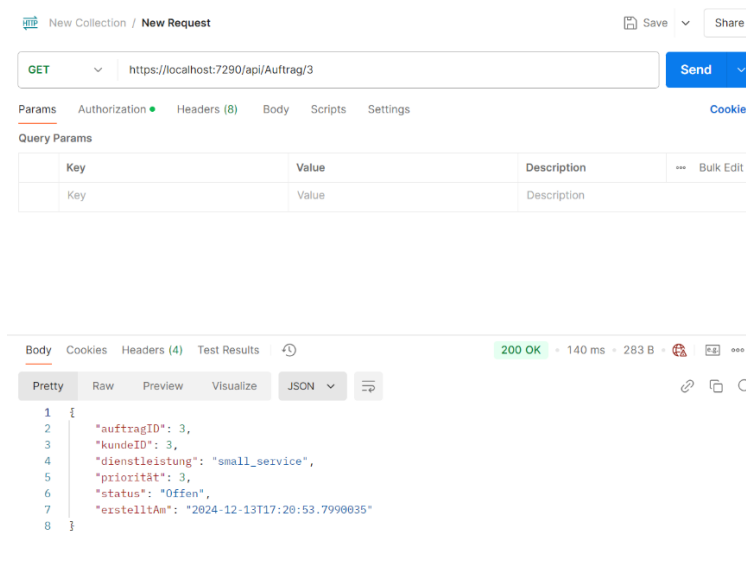 HTTP New Collection / New Request Save Share
GET https://localhost:7290/api/Auftrag/3 Send
Params Authorization Headers (8) Body Scripts Settings Cookie
Query Params
Key Value Description Bulk Edit
Key Value Description
Body Cookies Headers (4) Test Results 200 OK 140 ms 283 B e.g.
Pretty Raw Preview Visualize JSON
1 {
2 "auftragID": 3,
3 "kundeID": 3,
4 "dienstleistung": "small_service",
5 "priorität": 3,
6 "status": "Offen",
7 "erstelltAm": "2024-12-13T17:20:53.7990035"
8 }